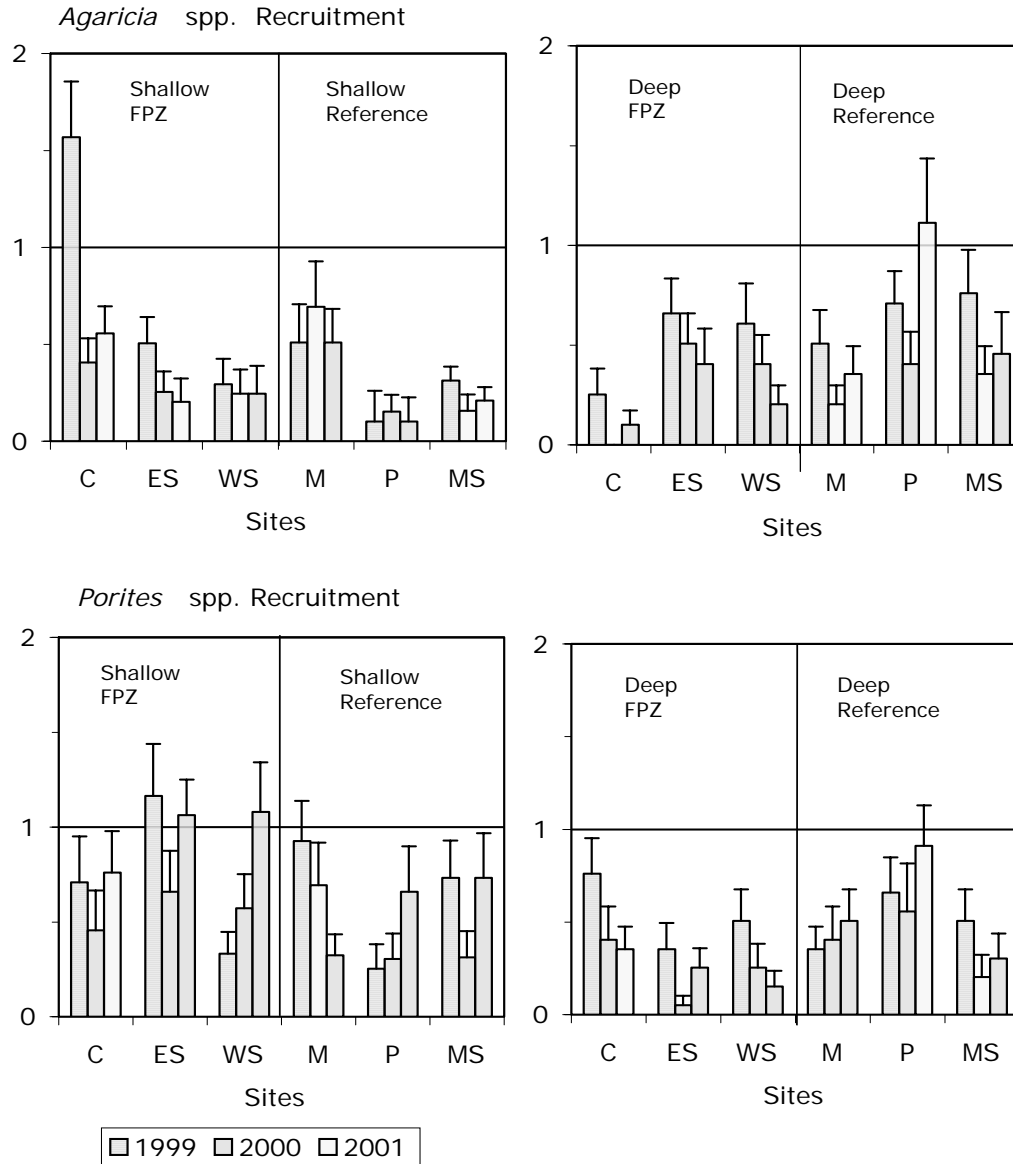 Agaricia spp. Recruitment
2
1
0
Shallow
FPZ
Shallow
Reference
C ES WS M P MS
Sites
2
1
0
Deep
FPZ
Deep
Reference
C ES WS M P MS
Sites
Porites spp. Recruitment
2
1
0
Shallow
FPZ
Shallow
Reference
C ES WS M P MS
Sites
2
1
0
Deep
FPZ
Deep
Reference
C ES WS M P MS
Sites
1999 2000 2001